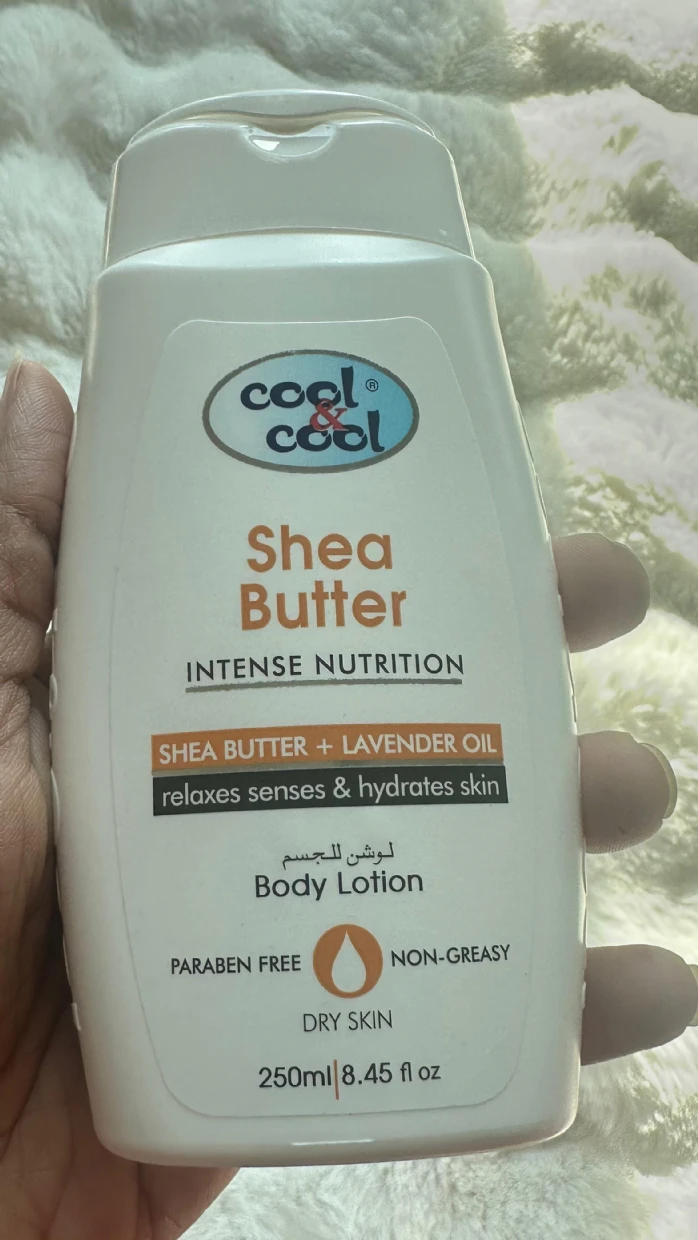 cool ®
&
cool
Shea
Butter
INTENSE NUTRITION
SHEA BUTTER + LAVENDER OIL
relaxes senses & hydrates skin
لوشن للجسم
Body Lotion
PARABEN FREE NON-GREASY
DRY SKIN
250ml|8.45 fl oz